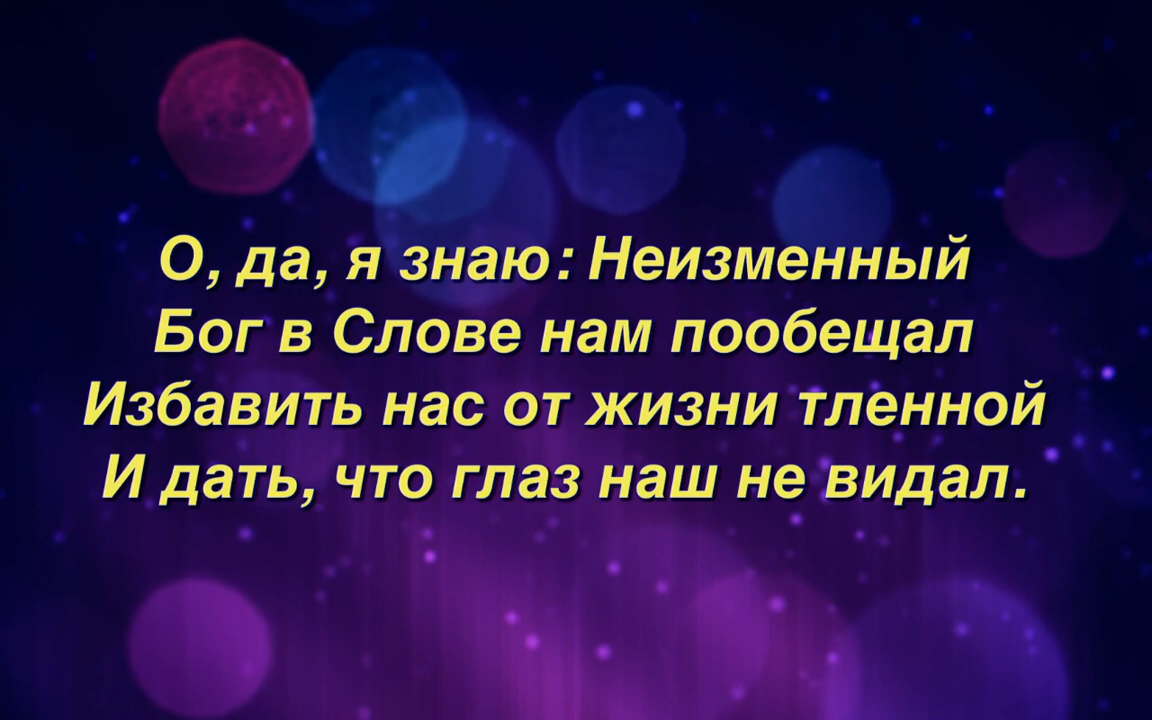 О, да, я знаю: Неизменный
Бог в Слове нам пообещал
Избавить нас от жизни тленной
И дать, что глаз наш не видал.